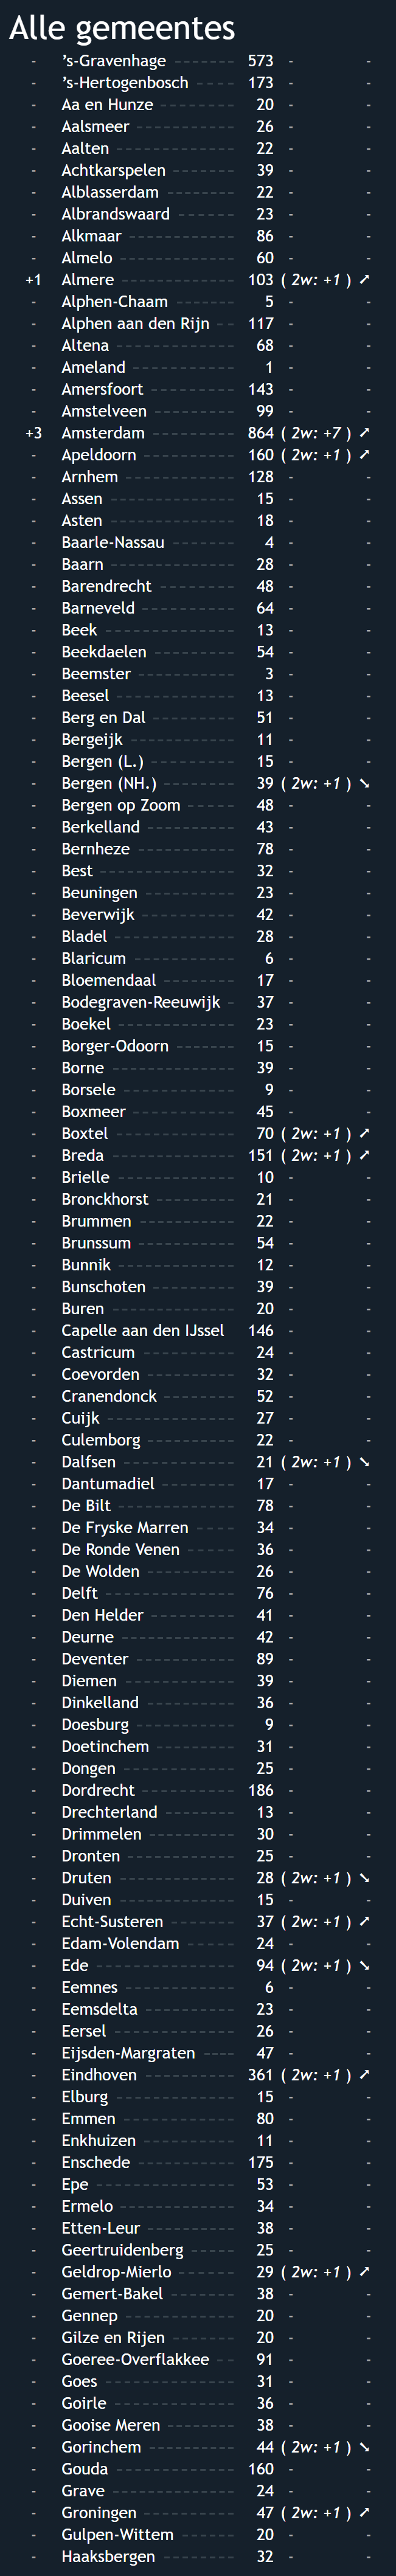 Alle gemeentes
- ’s-Gravenhage ------- 573 - -
- ’s-Hertogenbosch ---- 173 - -
- Aa en Hunze --------- 20 - -
- Aalsmeer ----------- 26 - -
- Aalten ------------- 22 - -
- Achtkarspelen ------- 39 - -
- Alblasserdam -------- 22 - -
- Albrandswaard ------- 23 - -
- Alkmaar ------------ 86 - -
- Almelo ------------- 60 - -
+1 Almere ------------- 103 ( 2w: +1 ) ➚
- Alphen-Chaam ------- 5 - -
- Alphen aan den Rijn -- 117 - -
- Altena ------------- 68 - -
- Ameland ----------- 1 - -
- Amersfoort ---------- 143 - -
- Amstelveen --------- 99 - -
+3 Amsterdam ---------- 864 ( 2w: +7 ) ➚
- Apeldoorn ---------- 160 ( 2w: +1 ) ➚
- Arnhem ------------ 128 - -
- Assen -------------- 15 - -
- Asten -------------- 18 - -
- Baarle-Nassau -------- 4 - -
- Baarn -------------- 28 - -
- Barendrecht --------- 48 - -
- Barneveld ----------- 64 - -
- Beek --------------- 13 - -
- Beekdaelen ---------- 54 - -
- Beemster ----------- 3 - -
- Beesel -------------- 13 - -
- Berg en Dal ---------- 51 - -
- Bergeijk ------------- 11 - -
- Bergen (L.) ---------- 15 - -
- Bergen (NH.) -------- 39 ( 2w: +1 ) ➘
- Bergen op Zoom ------ 48 - -
- Berkelland ----------- 43 - -
- Bernheze ----------- 78 - -
- Best --------------- 32 - -
- Beuningen ---------- 23 - -
- Beverwijk ----------- 42 - -
- Bladel -------------- 28 - -
- Blaricum ------------ 6 - -
- Bloemendaal -------- 17 - -
- Bodegraven-Reeuwijk - 37 - -
- Boekel ------------- 23 - -
- Borger-Odoorn ------- 15 - -
- Borne -------------- 39 - -
- Borsele ------------- 9 - -
- Boxmeer ------------ 45 - -
- Boxtel -------------- 70 ( 2w: +1 ) ➚
- Breda -------------- 151 ( 2w: +1 ) ➚
- Brielle -------------- 10 - -
- Bronckhorst ---------- 21 - -
- Brummen ----------- 22 - -
- Brunssum ----------- 54 - -
- Bunnik ------------- 12 - -
- Bunschoten ---------- 39 - -
- Buren -------------- 20 - -
- Capelle aan den IJssel 146 - -
- Castricum ----------- 24 - -
- Coevorden ---------- 32 - -
- Cranendonck --------- 52 - -
- Cuijk --------------- 27 - -
- Culemborg ---------- 22 - -
- Dalfsen ------------- 21 ( 2w: +1 ) ➘
- Dantumadiel --------- 17 - -
- De Bilt ------------- 78 - -
- De Fryske Marren ---- 34 - -
- De Ronde Venen ------ 36 - -
- De Wolden ---------- 26 - -
- Delft --------------- 76 - -
- Den Helder ---------- 41 - -
- Deurne ------------- 42 - -
- Deventer ----------- 89 - -
- Diemen ------------- 39 - -
- Dinkelland ---------- 36 - -
- Doesburg ----------- 9 - -
- Doetinchem --------- 31 - -
- Dongen ------------ 25 - -
- Dordrecht ----------- 186 - -
- Drechterland -------- 13 - -
- Drimmelen ---------- 30 - -
- Dronten ------------ 25 - -
- Druten ------------- 28 ( 2w: +1 ) ➘
- Duiven ------------- 15 - -
- Echt-Susteren -------- 37 ( 2w: +1 ) ➚
- Edam-Volendam ------ 24 - -
- Ede ---------------- 94 ( 2w: +1 ) ➘
- Eemnes ------------ 6 - -
- Eemsdelta ---------- 23 - -
- Eersel -------------- 26 - -
- Eijsden-Margraten ---- 47 - -
- Eindhoven ---------- 361 ( 2w: +1 ) ➚
- Elburg -------------- 15 - -
- Emmen ------------- 80 - -
- Enkhuizen ---------- 11 - -
- Enschede ----------- 175 - -
- Epe ---------------- 53 - -
- Ermelo ------------- 34 - -
- Etten-Leur ---------- 38 - -
- Geertruidenberg ----- 25 - -
- Geldrop-Mierlo ------- 29 ( 2w: +1 ) ➚
- Gemert-Bakel -------- 38 - -
- Gennep ------------ 20 - -
- Gilze en Rijen ------- 20 - -
- Goeree-Overflakkee -- 91 - -
- Goes --------------- 31 - -
- Goirle -------------- 36 - -
- Gooise Meren -------- 38 - -
- Gorinchem ---------- 44 ( 2w: +1 ) ➘
- Gouda ------------- 160 - -
- Grave -------------- 24 - -
- Groningen ---------- 47 ( 2w: +1 ) ➚
- Gulpen-Wittem ------ 20 - -
- Haaksbergen -------- 32 - -